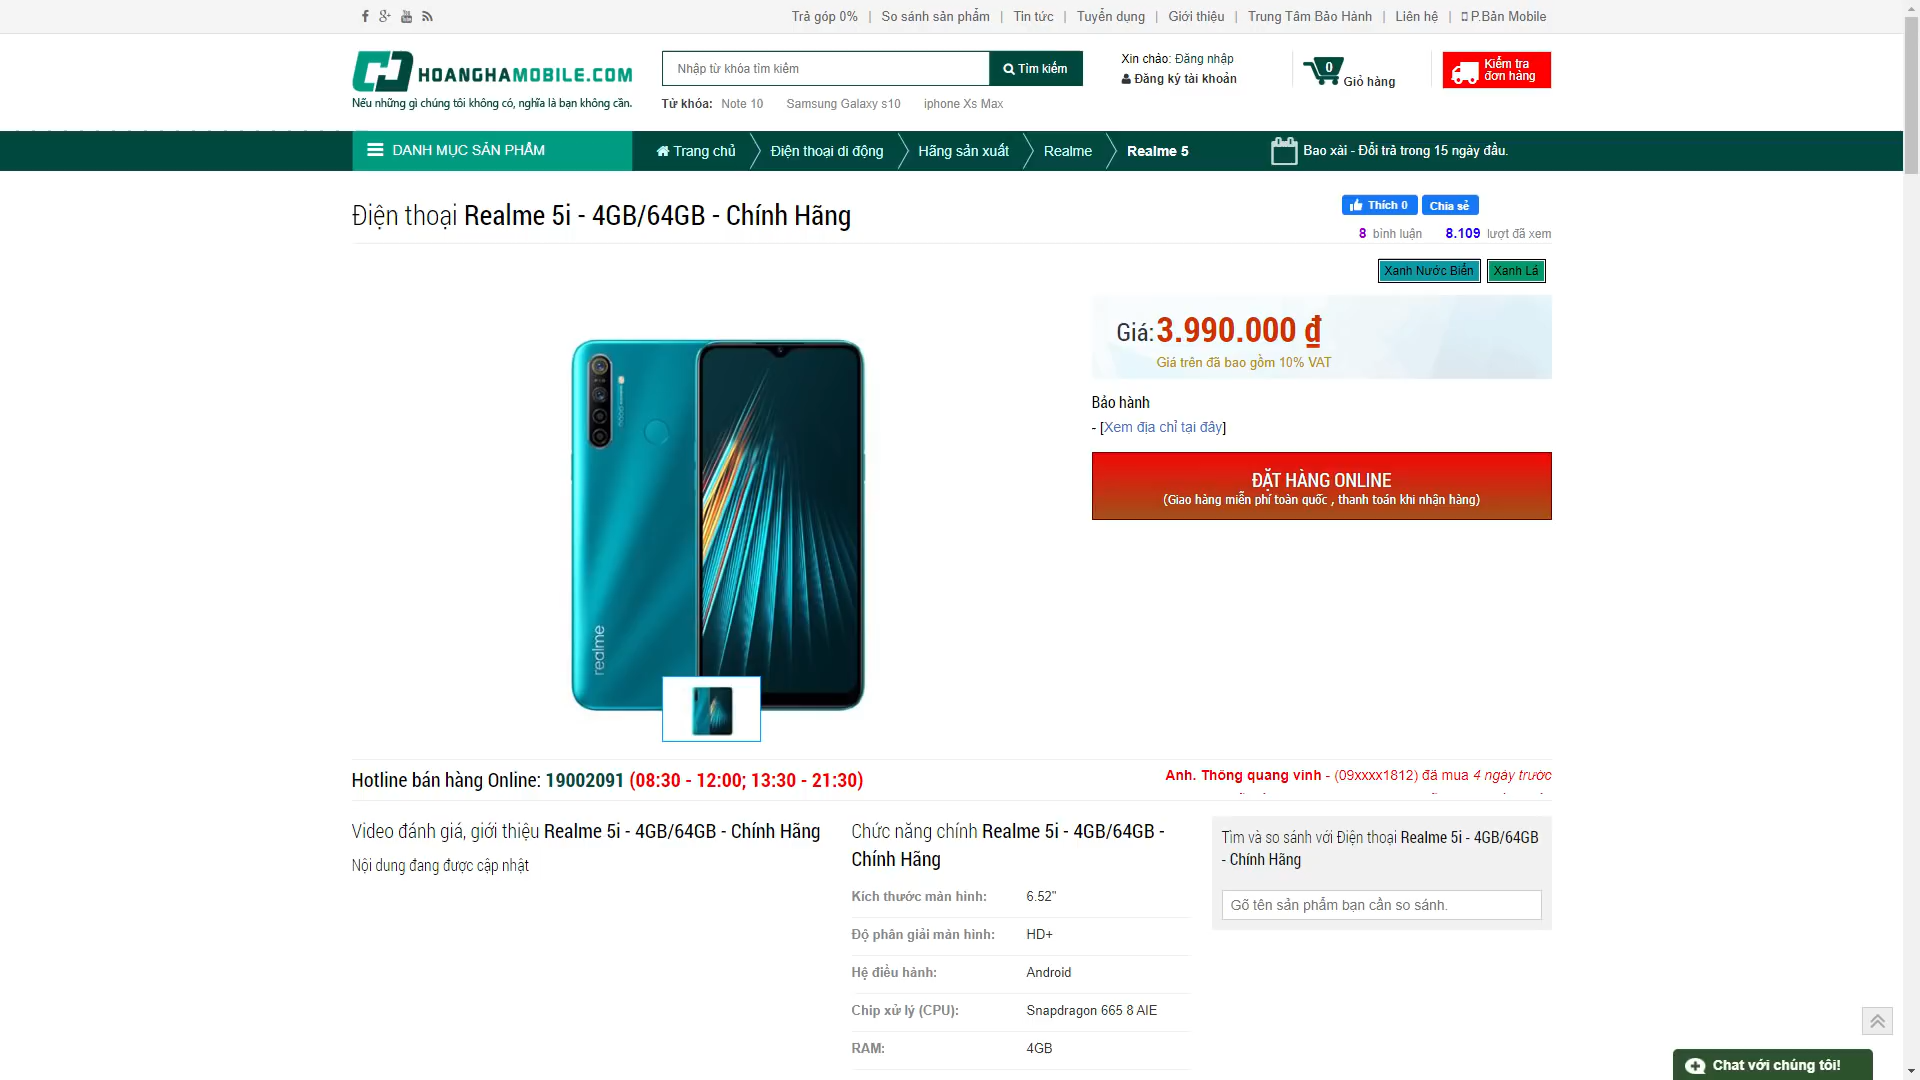 Trả góp 0% | So sánh sản phẩm | Tin tức | Tuyển dụng | Giới thiệu | Trung Tâm Bảo Hành | Liên hệ | P.Bản Mobile
HOANGHAMOBILE.COM
Nếu những gì chúng tôi không có, nghĩa là bạn không cần.
Nhập từ khóa tìm kiếm
Tìm kiếm
Từ khóa: Note 10 Samsung Galaxy s10 iphone Xs Max
Xin chào: Đăng nhập
Đăng ký tài khoản
0 Giỏ hàng
Kiểm tra
đơn hàng
DANH MỤC SẢN PHẨM
Trang chủ Điện thoại di động Hãng sản xuất Realme Realme 5
Bao xài - Đổi trả trong 15 ngày đầu.
Điện thoại Realme 5i - 4GB/64GB - Chính Hãng
Thích 0 Chia sẻ
8 bình luận 8.109 lượt đã xem
Xanh Nước Biển Xanh Lá
Giá: 3.990.000 ₫
Giá trên đã bao gồm 10% VAT
Bảo hành
- [Xem địa chỉ tại đây]
ĐẶT HÀNG ONLINE
(Giao hàng miễn phí toàn quốc , thanh toán khi nhận hàng)
realme
Hotline bán hàng Online: 19002091 (08:30 - 12:00; 13:30 - 21:30)
Anh. Thông quang vinh - (09xxxx1812) đã mua 4 ngày trước
Video đánh giá, giới thiệu Realme 5i - 4GB/64GB - Chính Hãng
Nội dung đang được cập nhật
Chức năng chính Realme 5i - 4GB/64GB -
Chính Hãng
Kích thước màn hình: 6.52"
Độ phân giải màn hình: HD+
Hệ điều hành: Android
Chip xử lý (CPU): Snapdragon 665 8 AIE
RAM: 4GB
Tìm và so sánh với Điện thoại Realme 5i - 4GB/64GB
- Chính Hãng
Gõ tên sản phẩm bạn cần so sánh.
Chat với chúng tôi!